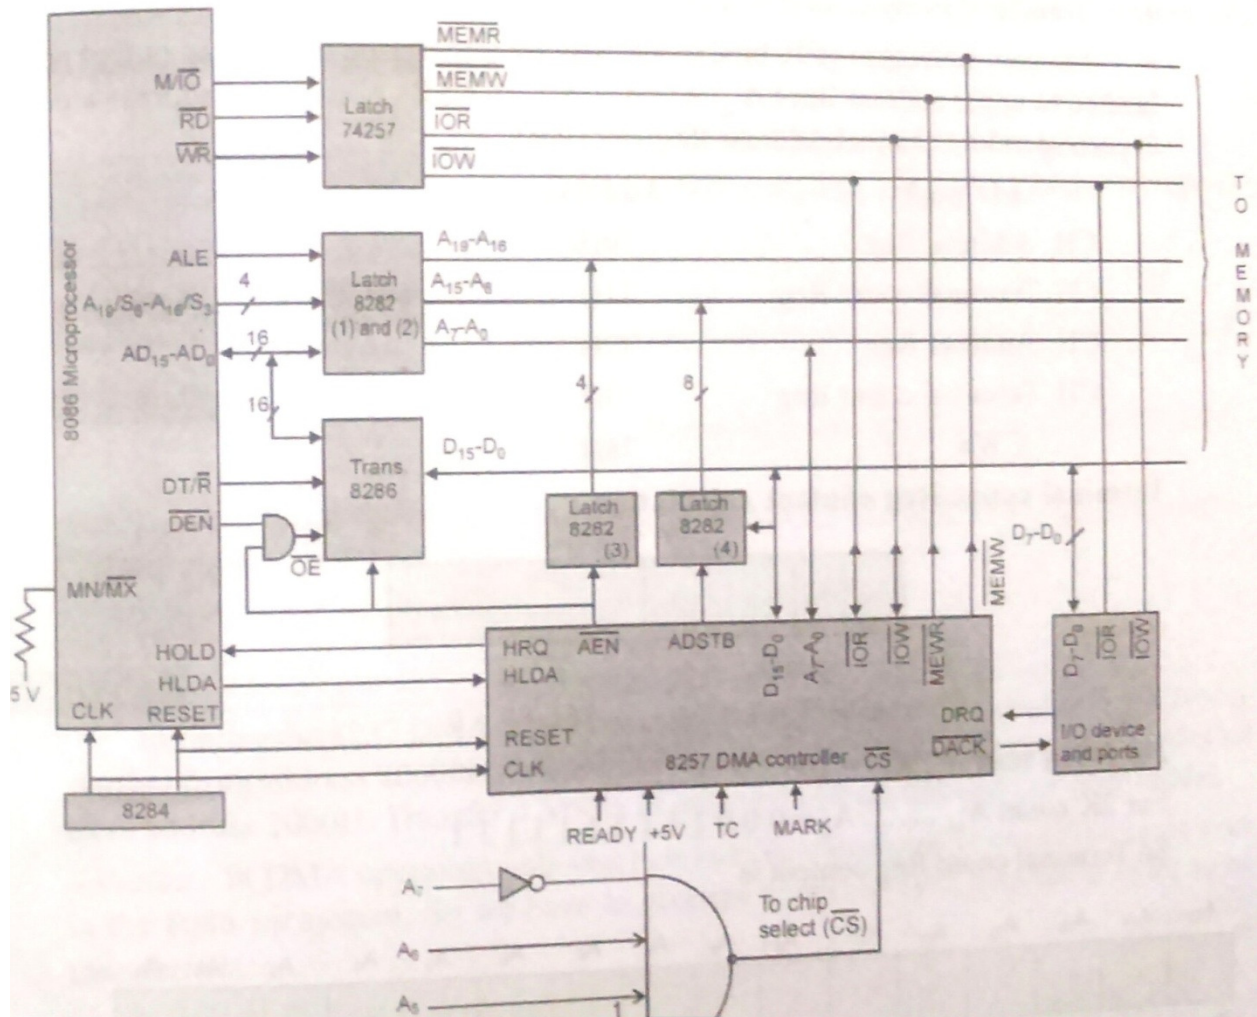 MEMR
MEMW
IOR
IOW
M/IO
RD
WR
Latch
74257
ALE
A19/S6-A16/S3
4
AD15-AD0
16
Latch
8282
(1) and (2)
A19-A16
A15-A8
A7-A0
16
4
8
8086 Microprocessor
TO MEMORY
DT/R
DEN
OE
Trans
8286
D15-D0
Latch
8282
(3)
Latch
8282
(4)
D7-D0
MEMW
MN/MX
5 V
HOLD
HLDA
CLK
RESET
HRQ
AEN
ADSTB
D15-D0
A7-A0
IOR
IOW
MEWR
HLDA
RESET
CLK
8257 DMA controller
CS
DRQ
DACK
D7-D0
IOR
IOW
I/O device
and ports
8284
READY
+5V
TC
MARK
A7
A6
A5
1
To chip
select (CS)